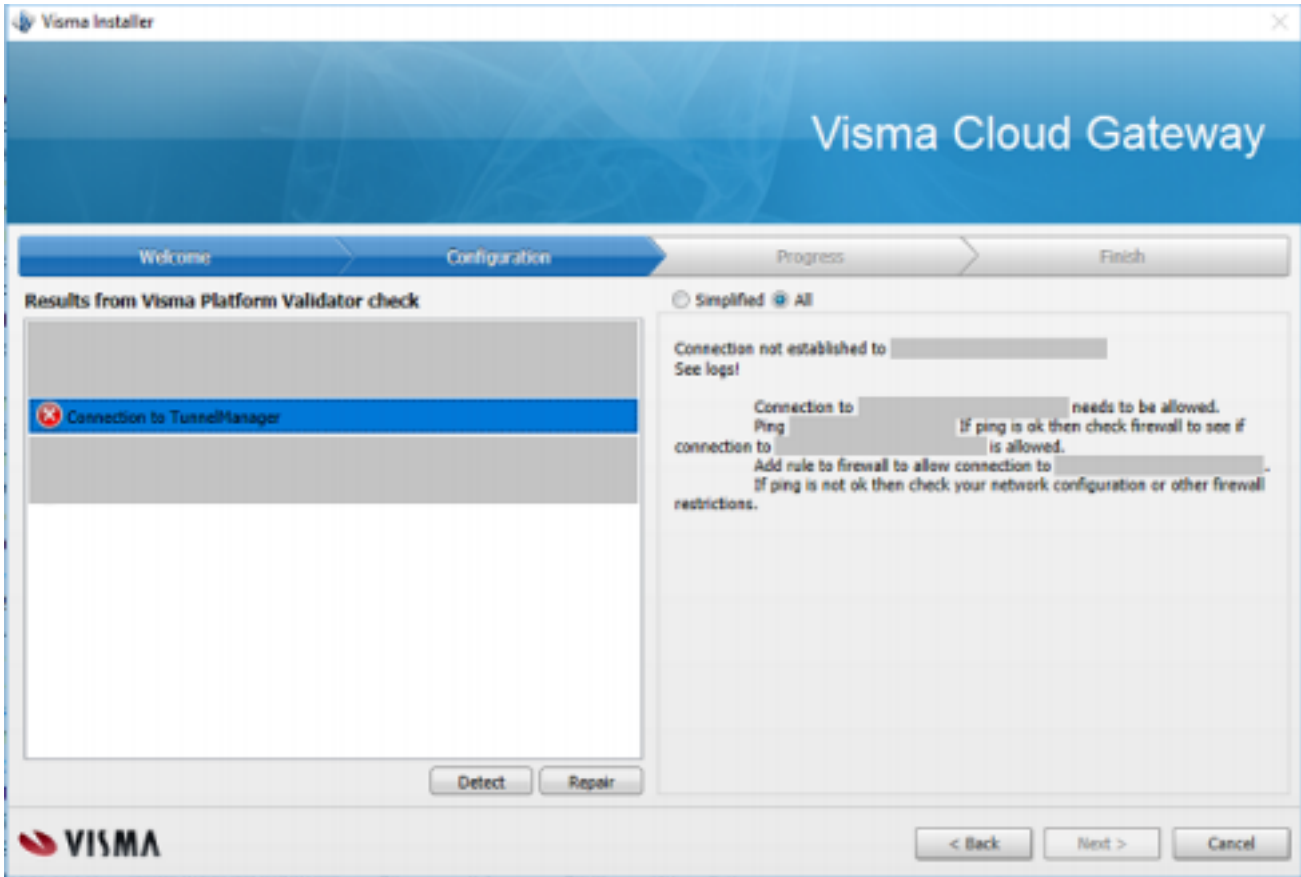 Visma Installer
Visma Cloud Gateway
Welcome
Configuration
Progress
Finish
Results from Visma Platform Validator check
Connection to TunnelManager
Detect
Repair
Simplified
All
Connection not established to
See logs!
Connection to needs to be allowed.
Ping If ping is ok then check firewall to see if
connection to is allowed.
Add rule to firewall to allow connection to .
If ping is not ok then check your network configuration or other firewall
restrictions.
VISMA
< Back
Next >
Cancel